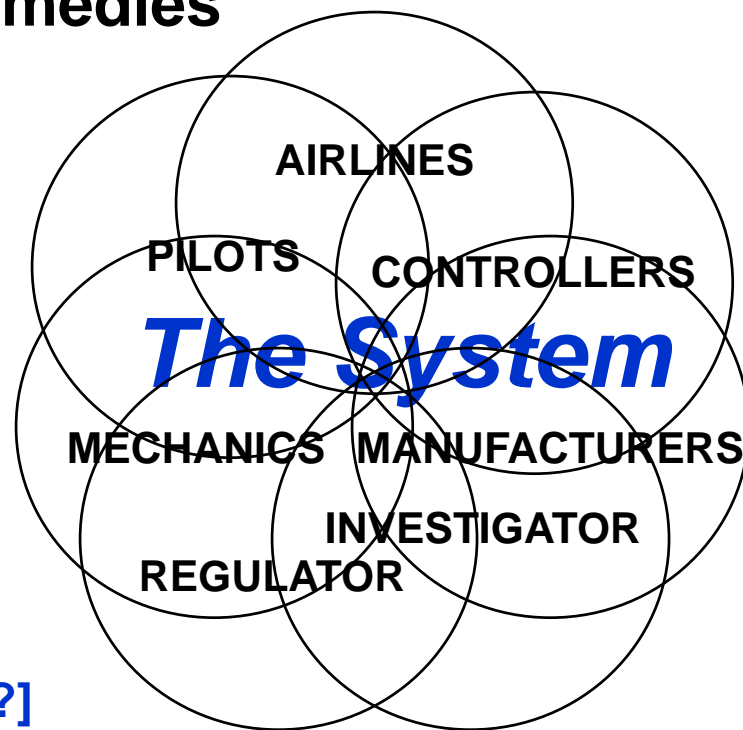 medies
AIRLINES
PILOTS
CONTROLLERS
The System
MECHANICS
MANUFACTURERS
INVESTIGATOR
REGULATOR
?]